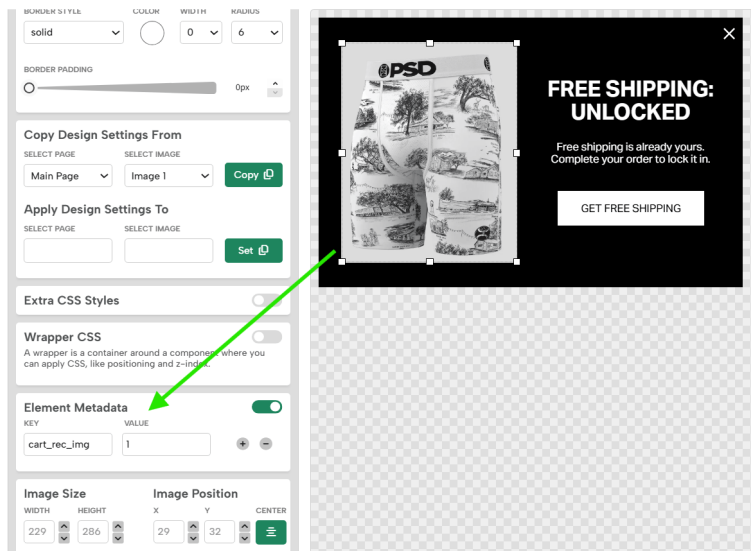 BORDER STYLE COLOR WIDTH RADIUS
solid 0 6
BORDER PADDING
0px
Copy Design Settings From
SELECT PAGE SELECT IMAGE
Main Page Image 1 Copy
Apply Design Settings To
SELECT PAGE SELECT IMAGE
Set
Extra CSS Styles
Wrapper CSS
A wrapper is a container around a component where you
can apply CSS, like positioning and z-index.
Element Metadata
KEY VALUE
cart_rec_img 1
Image Size Image Position
WIDTH HEIGHT X Y CENTER
229 286 29 32
PSD
FREE SHIPPING:
UNLOCKED
Free shipping is already yours.
Complete your order to lock it in.
GET FREE SHIPPING